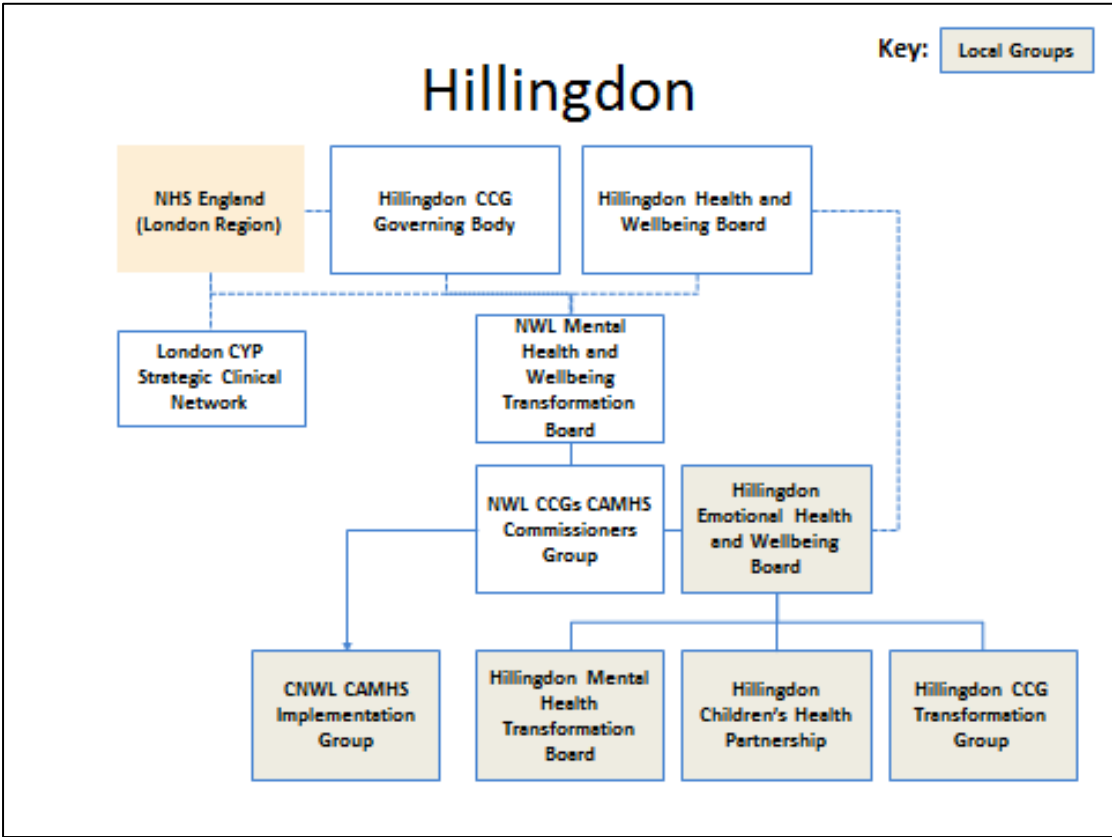 Key:
Local Groups
Hillingdon
NHS England
(London Region)
Hillingdon CCG
Governing Body
Hillingdon Health and
Wellbeing Board
London CYP
Strategic Clinical
Network
NWL Mental
Health and
Wellbeing
Transformation
Board
NWL CCGs CAMHS
Commissioners
Group
Hillingdon
Emotional Health
and Wellbeing
Board
CNWL CAMHS
Implementation
Group
Hillingdon Mental
Health
Transformation
Board
Hillingdon
Children's Health
Partnership
Hillingdon CCG
Transformation
Group